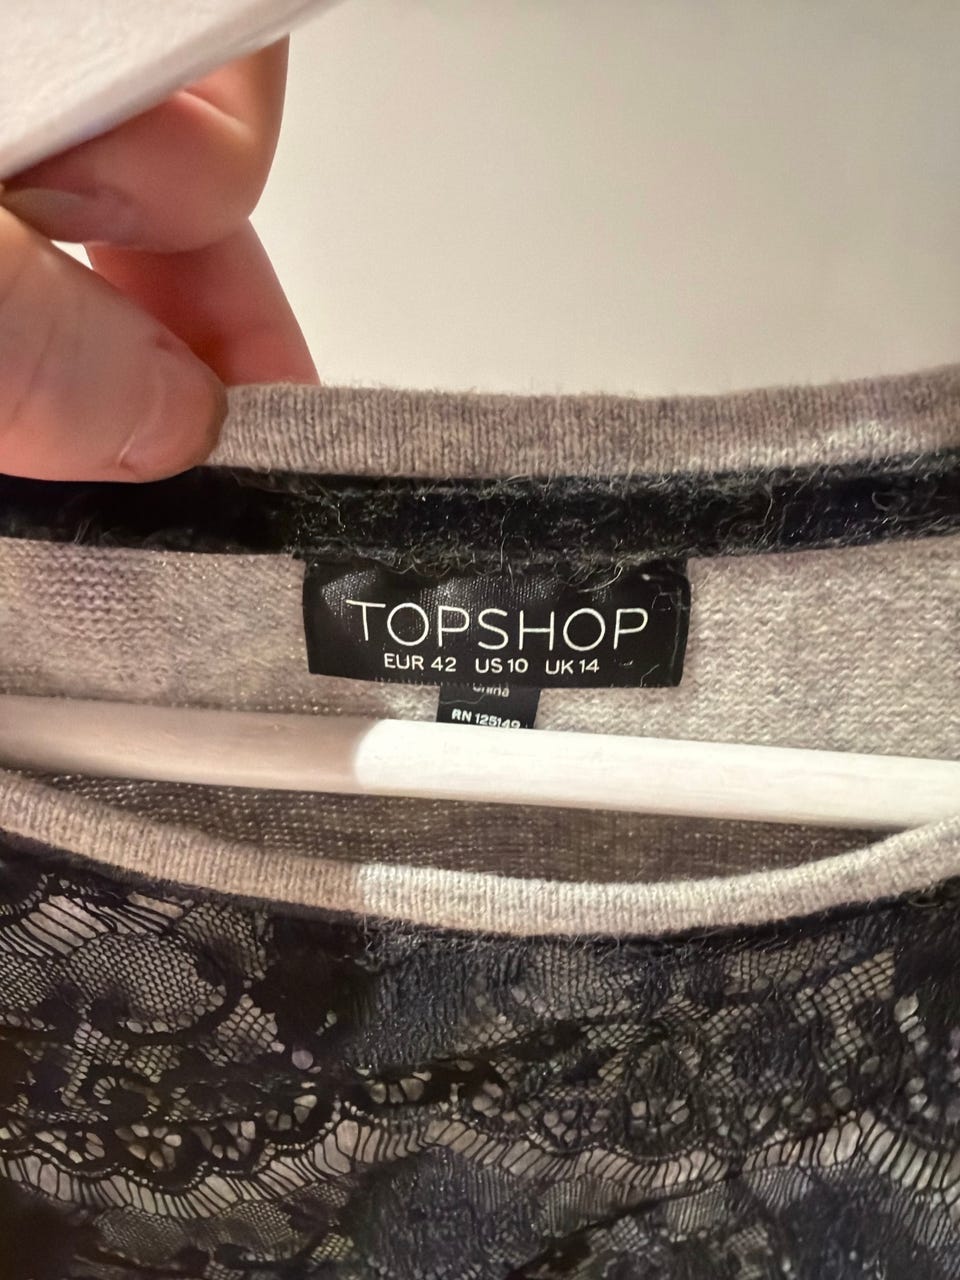 TOPSHOP
EUR 42 US 10 UK 14
China
RN 125149